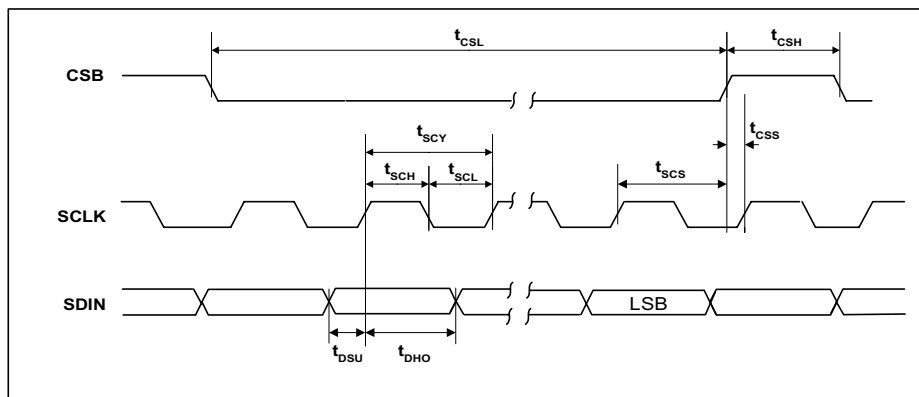 tCSL
tCSH
CSB
tCSS
tSCY
tSCH
tSCL
tSCS
SCLK
SDIN
LSB
tDSU
tDHO